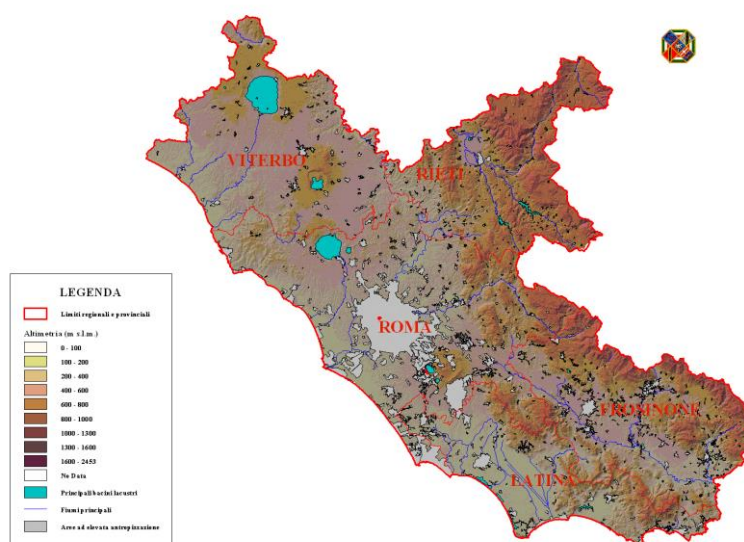 VITERBO
RIETI
ROMA
FROSINONE
LATINA
LEGENDA
Limiti regionali e provinciali
Altimetria (m s.l.m.)
0 - 100
100 - 200
200 - 400
400 - 600
600 - 800
800 - 1000
1000 - 1300
1300 - 1600
1600 - 2453
No Data
Principali bacini lacustri
Fiumi principali
Aree ad elevata antropizzazione